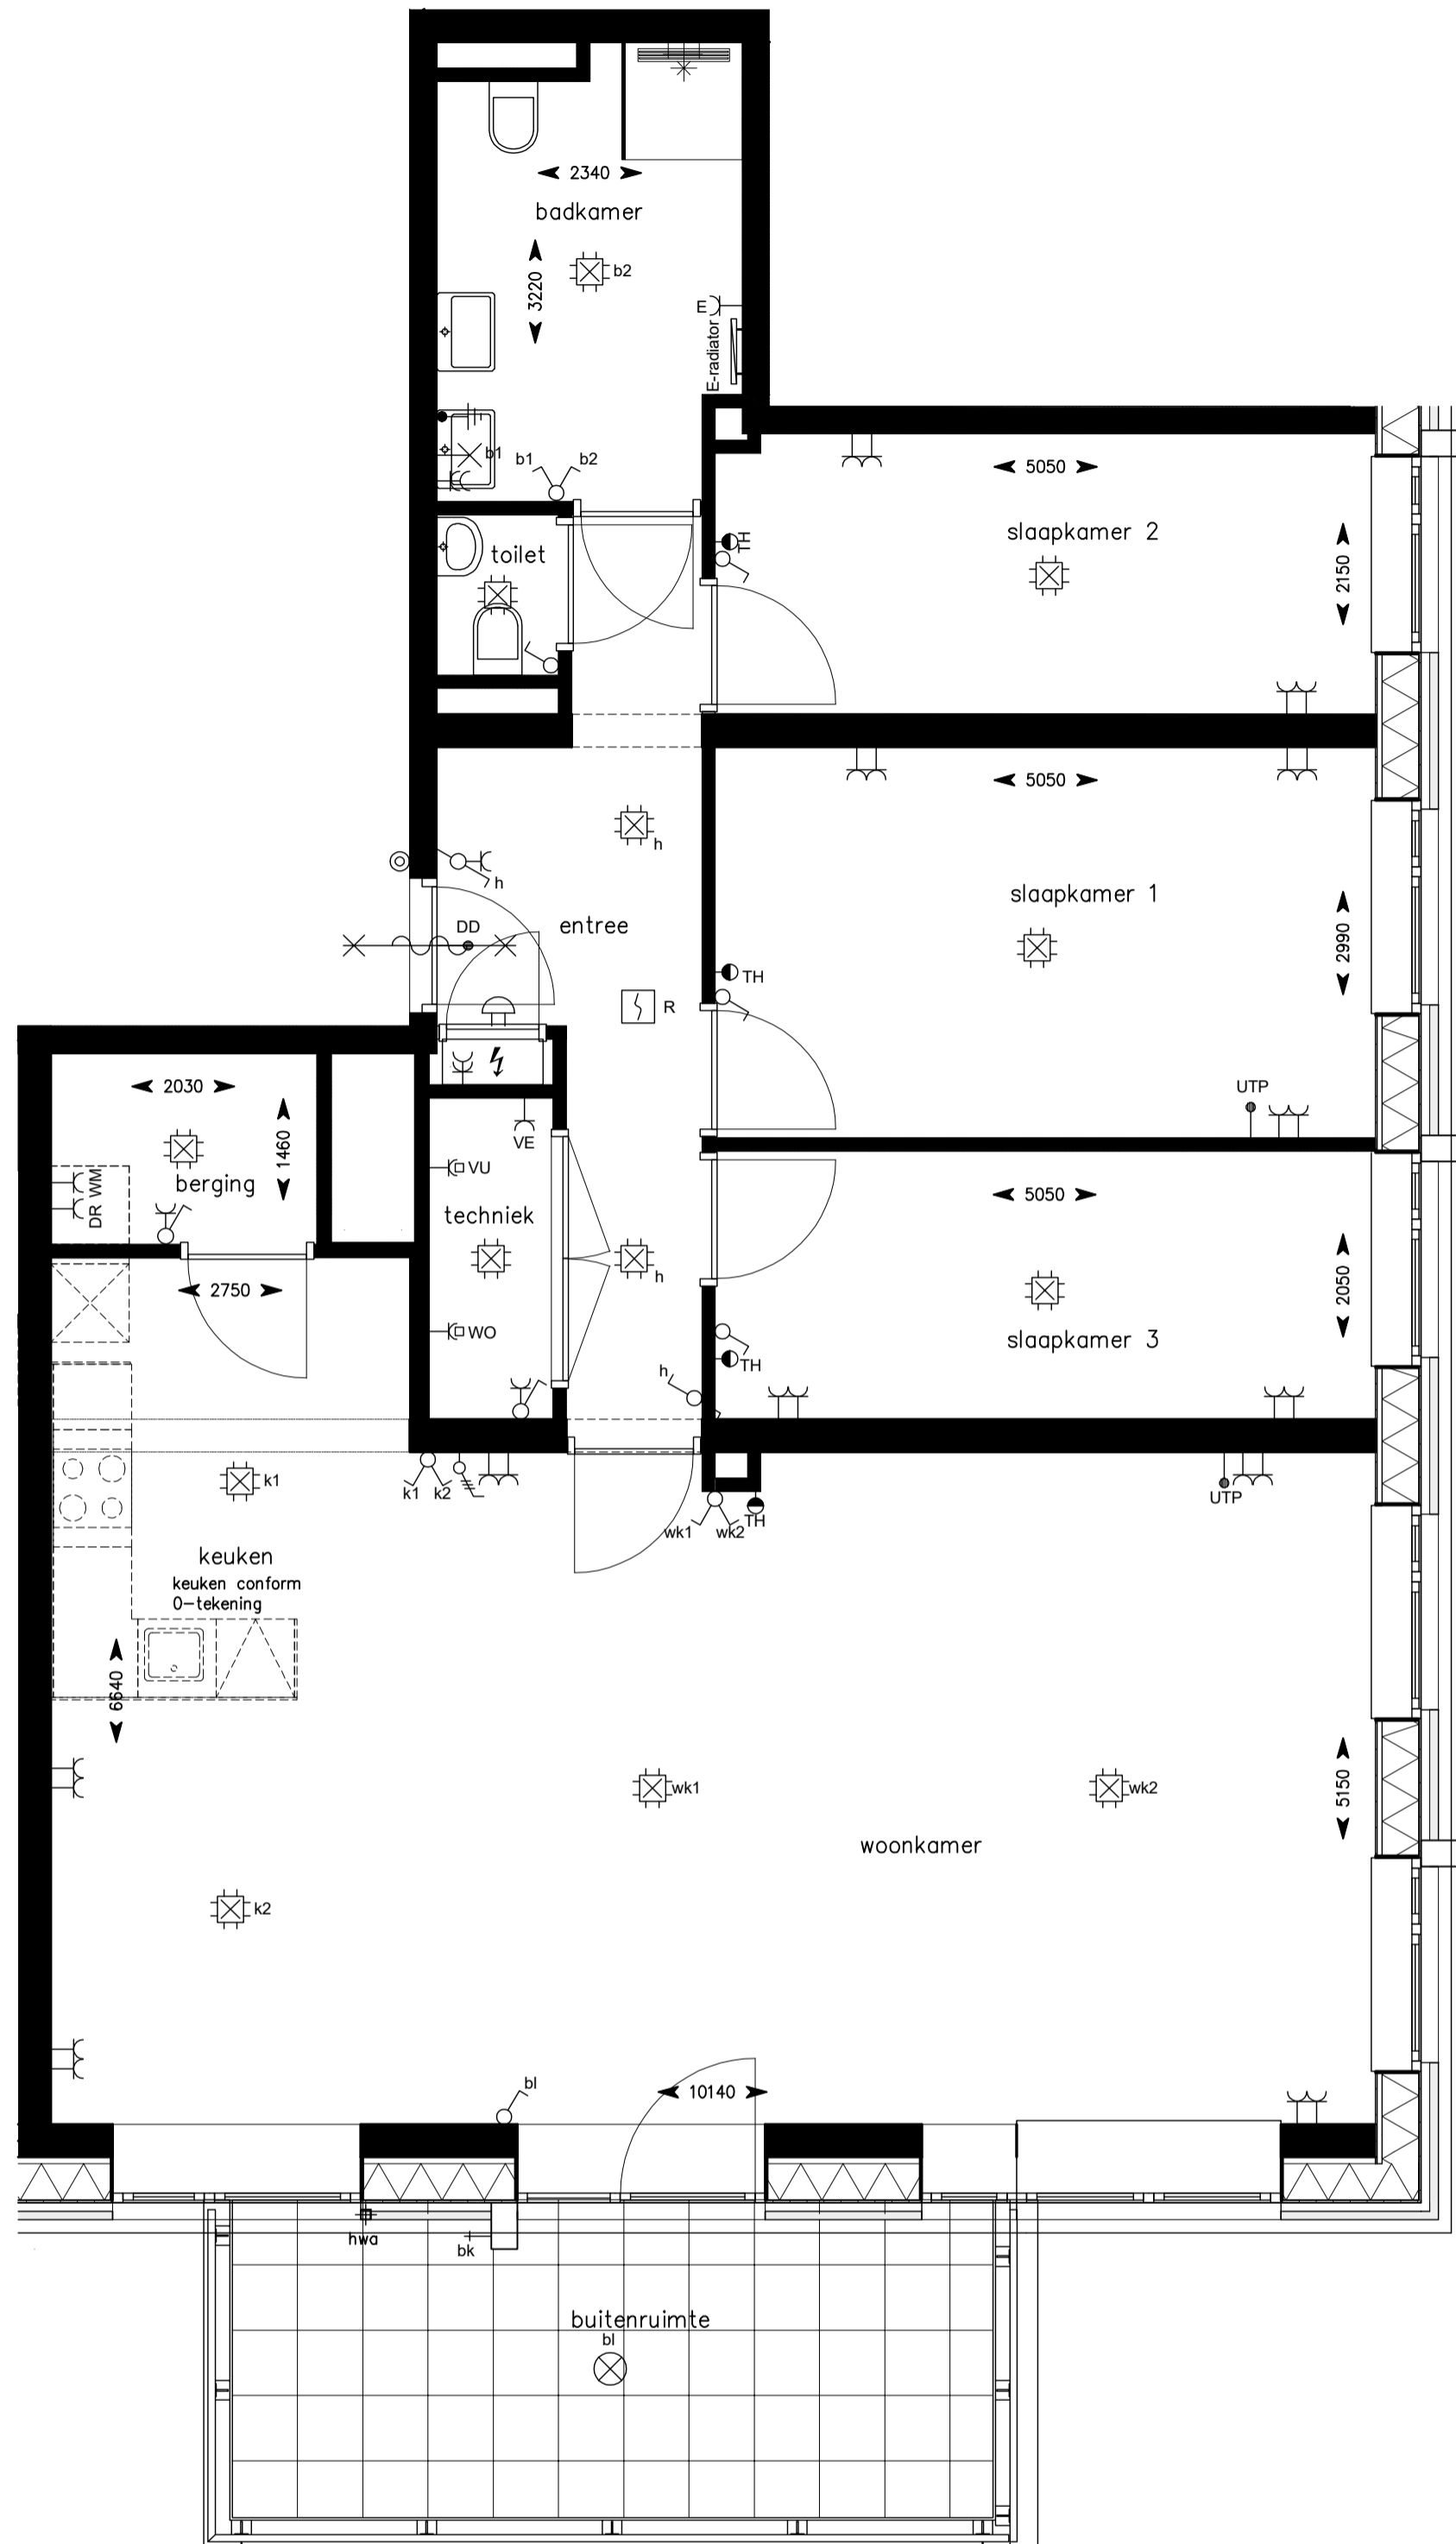 2340
badkamer
3220
b2
E
E-radiator
b1
b1 b2
5050
TH
slaapkamer 2
toilet
2150
5050
h
h
slaapkamer 1
DD
entree
2990
TH
R
2030
UTP
1460
VE
VU
DR WM
berging
techniek
5050
h
2750
2050
WO
slaapkamer 3
TH
h
k1
k1 k2
UTP
wk1 wk2
TH
keuken
keuken conform
0-tekening
6640
wk1
wk2
5150
woonkamer
k2
bl
10140
hwa
bk
buitenruimte
bl